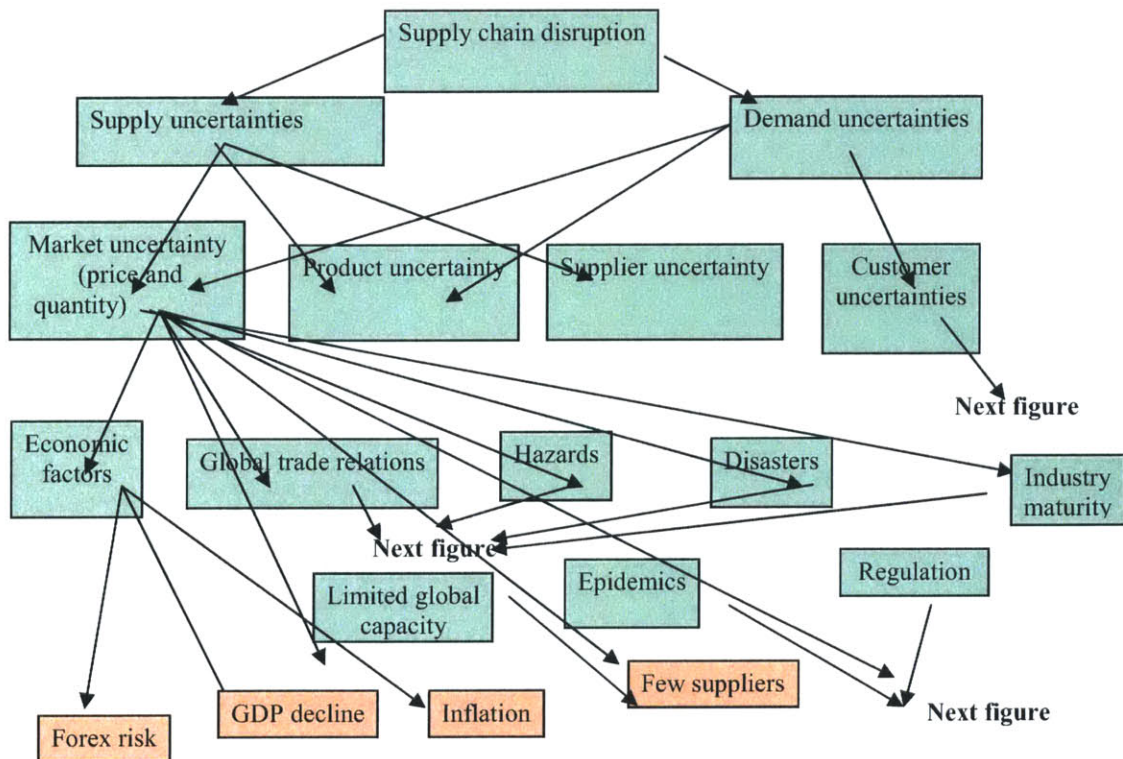 Supply chain disruption
Supply uncertainties
Demand uncertainties
Market uncertainty
(price and
quantity)
Product uncertainty
Supplier uncertainty
Customer
uncertainties
Next figure
Economic
factors
Global trade relations
Hazards
Disasters
Industry
maturity
Next figure
Limited global
capacity
Epidemics
Regulation
Few suppliers
Next figure
Forex risk
GDP decline
Inflation